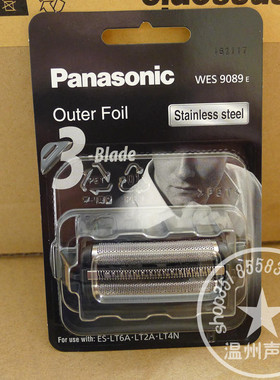 181117
Panasonic
WES 9089 E
Outer Foil
Stainless steel
3-Blade
For use with: ES-LT6A·LT2A·LT4N
温州声